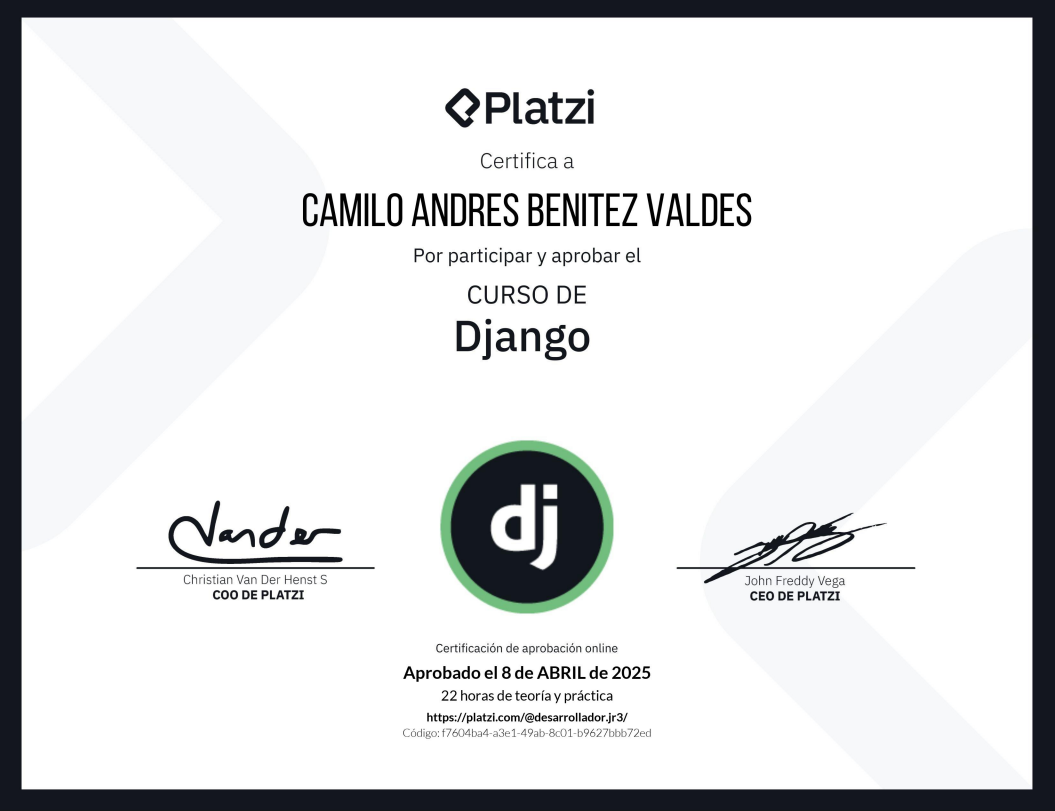 Platzi
Certifica a
CAMILO ANDRES BENITEZ VALDES
Por participar y aprobar el
CURSO DE
Django
dj
Vander
Christian Van Der Henst S
COO DE PLATZI
John Freddy Vega
CEO DE PLATZI
Certificación de aprobación online
Aprobado el 8 de ABRIL de 2025
22 horas de teoría y práctica
https://platzi.com/@desarrollador.jr3/
Código: f7604ba4-a3e1-49ab-8c01-b9627bbb72ed